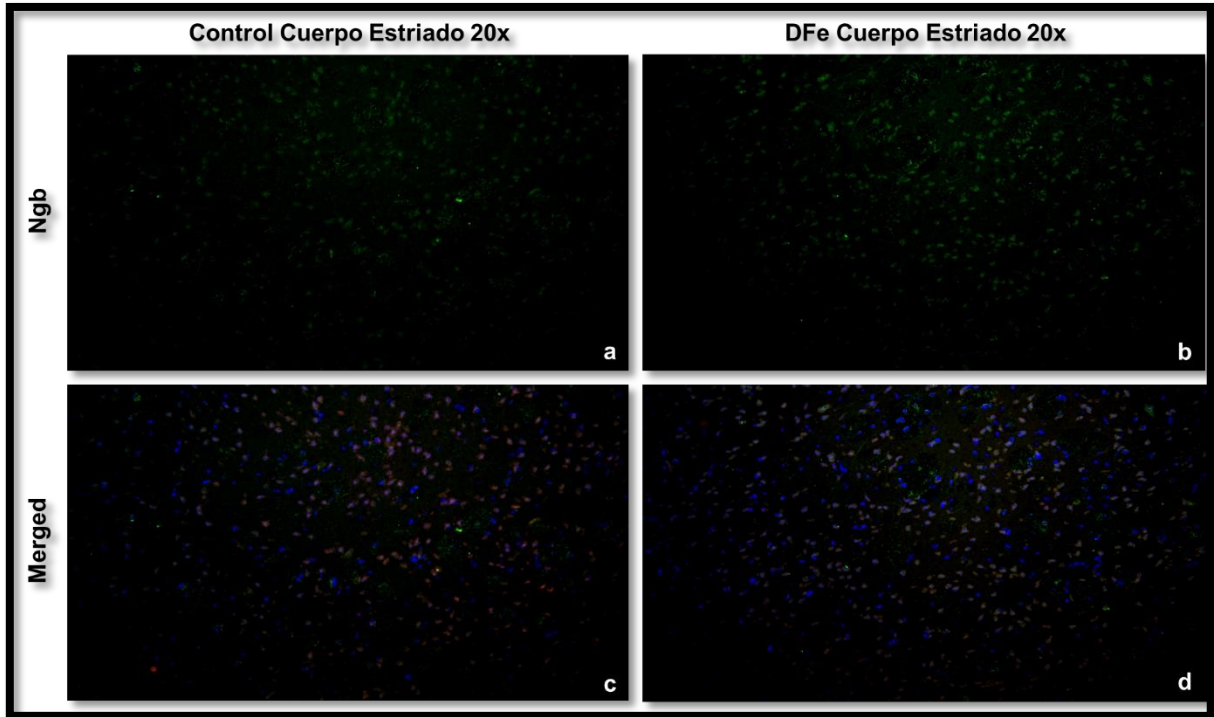 Control Cuerpo Estriado 20x
DFe Cuerpo Estriado 20x
Ngb
a
b
Merged
c
d